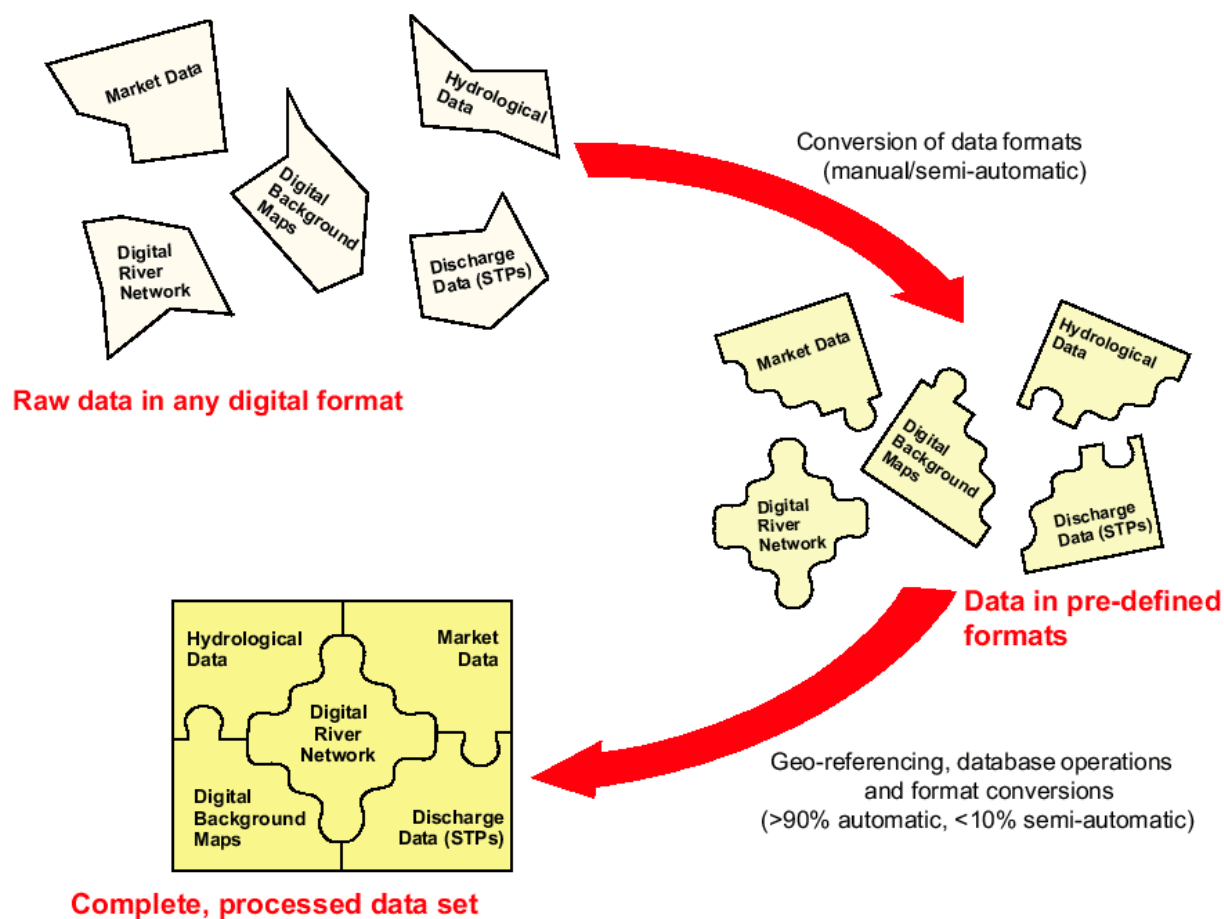 Market Data
Hydrological
Data
Digital
Background
Maps
Digital
River
Network
Discharge
Data (STPs)
Raw data in any digital format
Conversion of data formats
(manual/semi-automatic)
Market Data
Hydrological
Data
Digital
Background
Maps
Digital
River
Network
Discharge
Data (STPs)
Data in pre-defined
formats
Hydrological
Data
Market
Data
Digital
River
Network
Digital
Background
Maps
Discharge
Data (STPs)
Geo-referencing, database operations
and format conversions
(>90% automatic, <10% semi-automatic)
Complete, processed data set